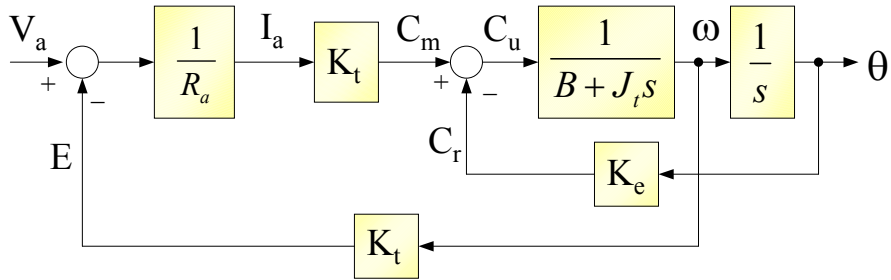 V_a
+
−
1
R_a
I_a
K_t
C_m
+
−
C_u
1
B + J_t s
ω
1
s
θ
C_r
K_e
E
K_t